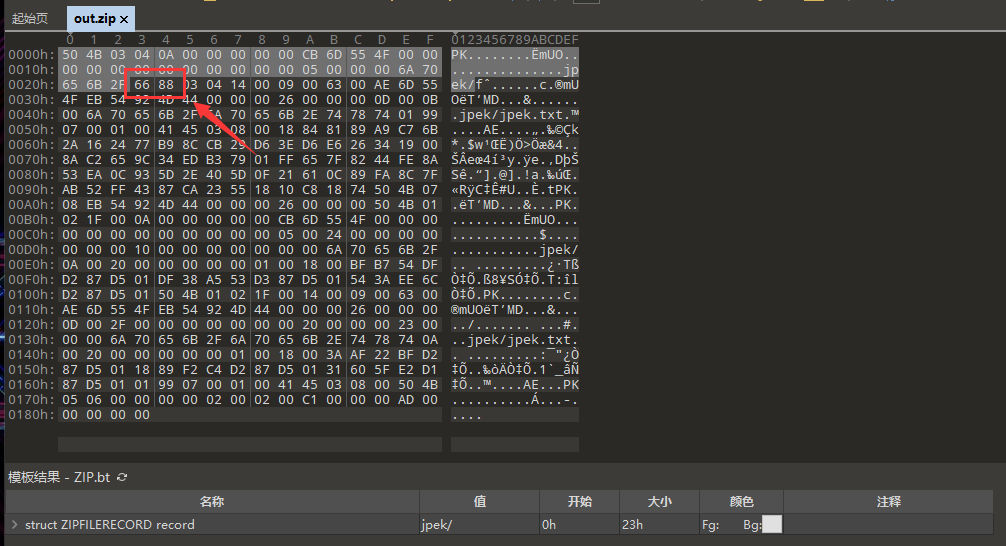 起始页
out.zip ×
0 1 2 3 4 5 6 7 8 9 A B C D E F 0123456789ABCDEF
0000h: 50 4B 03 04 0A 00 00 00 00 00 CB 6D 55 4F 00 00 PK........ËmUO..
0010h: 00 00 00 00 00 00 00 00 00 00 05 00 00 00 6A 70 ..............jp
0020h: 65 6B 2F 66 88 03 04 14 00 09 00 63 00 AE 6D 55 ek/fˆ......c.®mU
0030h: 4F EB 54 92 4D 44 00 00 00 26 00 00 00 0D 00 0B OëT’MD...&......
0040h: 00 6A 70 65 6B 2F 6A 70 65 6B 2E 74 78 74 01 99 .jpek/jpek.txt.™
0050h: 07 00 01 00 41 45 03 08 00 18 84 81 89 A9 C7 6B ....AE....„.‰©Çk
0060h: 2A 16 24 77 B9 8C CB 29 D6 3E D6 E6 26 34 19 00 *.$w¹ŒË)Ö>Öæ&4..
0070h: 8A C2 65 9C 34 ED B3 79 01 FF 65 7F 82 44 FE 8A ŠÂeœ4í³y.ÿe.‚DþŠ
0080h: 53 EA 0C 93 5D 2E 40 5D 0F 21 61 0C 89 FA 8C 7F Sê.“].@].!a.‰úŒ.
0090h: AB 52 FF 43 87 CA 23 55 18 10 C8 18 74 50 4B 07 «RÿC‡Ê#U..È.tPK.
00A0h: 08 EB 54 92 4D 44 00 00 00 26 00 00 00 50 4B 01 .ëT’MD...&...PK.
00B0h: 02 1F 00 0A 00 00 00 00 00 CB 6D 55 4F 00 00 00 .........ËmUO...
00C0h: 00 00 00 00 00 00 00 00 00 05 00 24 00 00 00 00 ...........$....
00D0h: 00 00 00 10 00 00 00 00 00 00 00 6A 70 65 6B 2F ...........jpek/
00E0h: 0A 00 20 00 00 00 00 00 01 00 18 00 BF B7 54 DF .. .........¿·Tß
00F0h: D2 87 D5 01 DF 38 A5 53 D3 87 D5 01 54 3A EE 6C Ò‡Õ.ß8¥SÓ‡Õ.T:îl
0100h: D2 87 D5 01 50 4B 01 02 1F 00 14 00 09 00 63 00 Ò‡Õ.PK........c.
0110h: AE 6D 55 4F EB 54 92 4D 44 00 00 00 26 00 00 00 ®mUOëT’MD...&...
0120h: 0D 00 2F 00 00 00 00 00 00 00 20 00 00 00 23 00 ../....... ...#.
0130h: 00 00 6A 70 65 6B 2F 6A 70 65 6B 2E 74 78 74 0A ..jpek/jpek.txt.
0140h: 00 20 00 00 00 00 00 01 00 18 00 3A AF 22 BF D2 . .........:¯"¿Ò
0150h: 87 D5 01 18 89 F2 C4 D2 87 D5 01 31 60 5F E2 D1 ‡Õ..‰òÄÒ‡Õ.1`_âÑ
0160h: 87 D5 01 01 99 07 00 01 00 41 45 03 08 00 50 4B ‡Õ..™....AE...PK
0170h: 05 06 00 00 00 00 02 00 02 00 C1 00 00 00 AD 00 ..........Á...-.
0180h: 00 00 00 00 ....
模板结果 - ZIP.bt
名称 值 开始 大小 颜色 注释
struct ZIPFILERECORD record jpek/ 0h 23h Fg: Bg: